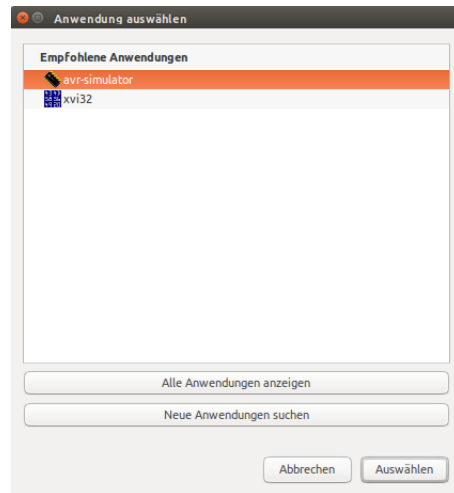 Anwendung auswählen
Empfohlene Anwendungen
avr-simulator
xvi32
Alle Anwendungen anzeigen
Neue Anwendungen suchen
Abbrechen Auswählen